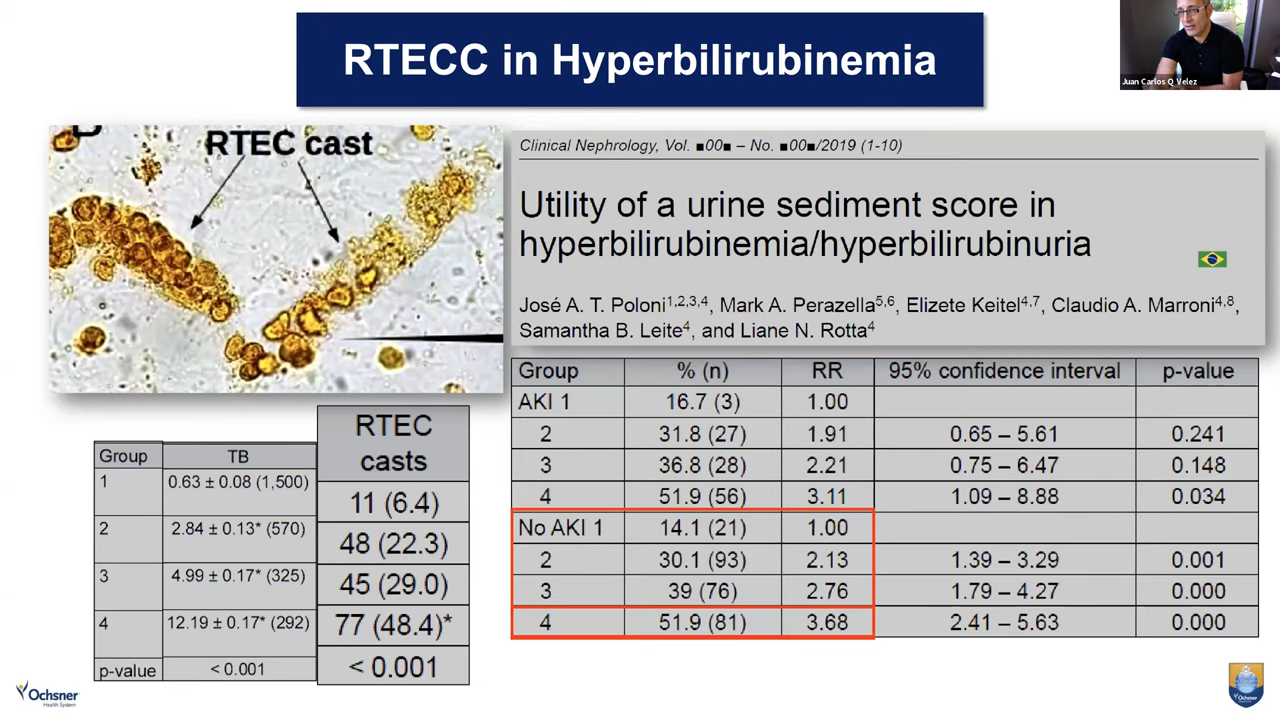 RTECC in Hyperbilirubinemia
Juan Carlos Q Velez
RTEC cast
Clinical Nephrology, Vol. ■00■ – No. ■00■/2019 (1-10)
Utility of a urine sediment score in
hyperbilirubinemia/hyperbilirubinuria
José A. T. Poloni1,2,3,4, Mark A. Perazella5,6, Elizete Keitel4,7, Claudio A. Marroni4,8,
Samantha B. Leite4, and Liane N. Rotta4
Group % (n) RR 95% confidence interval p-value
AKI 1 16.7 (3) 1.00
2 31.8 (27) 1.91 0.65 – 5.61 0.241
3 36.8 (28) 2.21 0.75 – 6.47 0.148
4 51.9 (56) 3.11 1.09 – 8.88 0.034
No AKI 1 14.1 (21) 1.00
2 30.1 (93) 2.13 1.39 – 3.29 0.001
3 39 (76) 2.76 1.79 – 4.27 0.000
4 51.9 (81) 3.68 2.41 – 5.63 0.000
Group TB RTEC casts
1 0.63 ± 0.08 (1,500) 11 (6.4)
2 2.84 ± 0.13* (570) 48 (22.3)
3 4.99 ± 0.17* (325) 45 (29.0)
4 12.19 ± 0.17* (292) 77 (48.4)*
p-value < 0.001 < 0.001
Ochsner
Health System